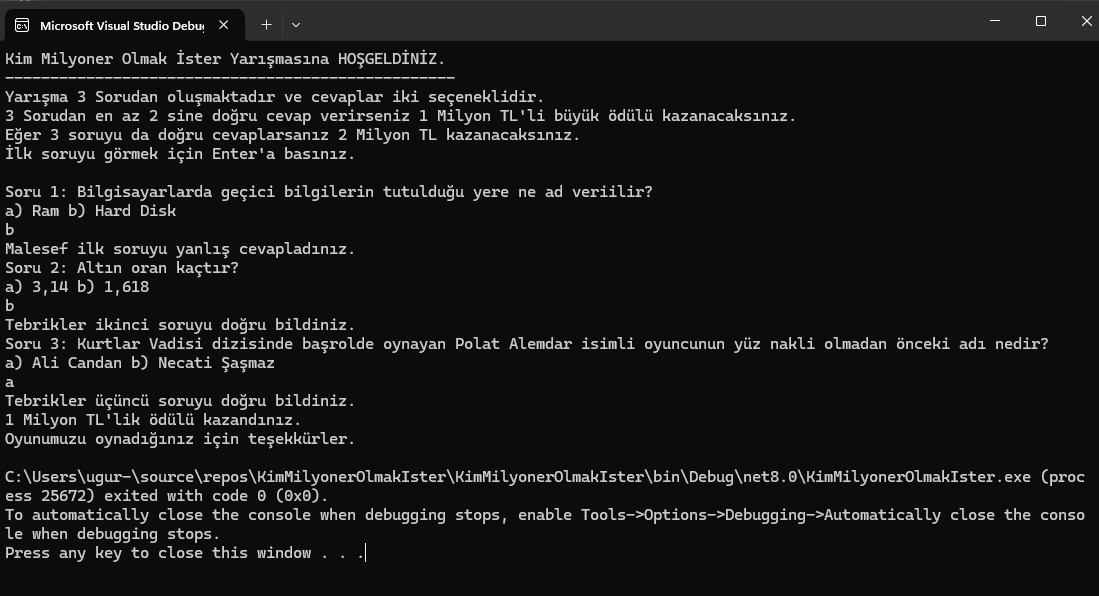 Microsoft Visual Studio Debug
Kim Milyoner Olmak İster Yarışmasına HOŞGELDİNİZ.
--------------------------------------------------
Yarışma 3 Sorudan oluşmaktadır ve cevaplar iki seçeneklidir.
3 Sorudan en az 2 sine doğru cevap verirseniz 1 Milyon TL'li büyük ödülü kazanacaksınız.
Eğer 3 soruyu da doğru cevaplarsanız 2 Milyon TL kazanacaksınız.
İlk soruyu görmek için Enter'a basınız.
Soru 1: Bilgisayarlarda geçici bilgilerin tutulduğu yere ne ad veriilir?
a) Ram b) Hard Disk
b
Malesef ilk soruyu yanlış cevapladınız.
Soru 2: Altın oran kaçtır?
a) 3,14 b) 1,618
b
Tebrikler ikinci soruyu doğru bildiniz.
Soru 3: Kurtlar Vadisi dizisinde başrolde oynayan Polat Alemdar isimli oyuncunun yüz nakli olmadan önceki adı nedir?
a) Ali Candan b) Necati Şaşmaz
a
Tebrikler üçüncü soruyu doğru bildiniz.
1 Milyon TL'lik ödülü kazandınız.
Oyunumuzu oynadığınız için teşekkürler.
C:\Users\ugur-\source\repos\KimMilyonerOlmakIster\KimMilyonerOlmakIster\bin\Debug\net8.0\KimMilyonerOlmakIster.exe (proc
ess 25672) exited with code 0 (0x0).
To automatically close the console when debugging stops, enable Tools->Options->Debugging->Automatically close the conso
le when debugging stops.
Press any key to close this window . . .